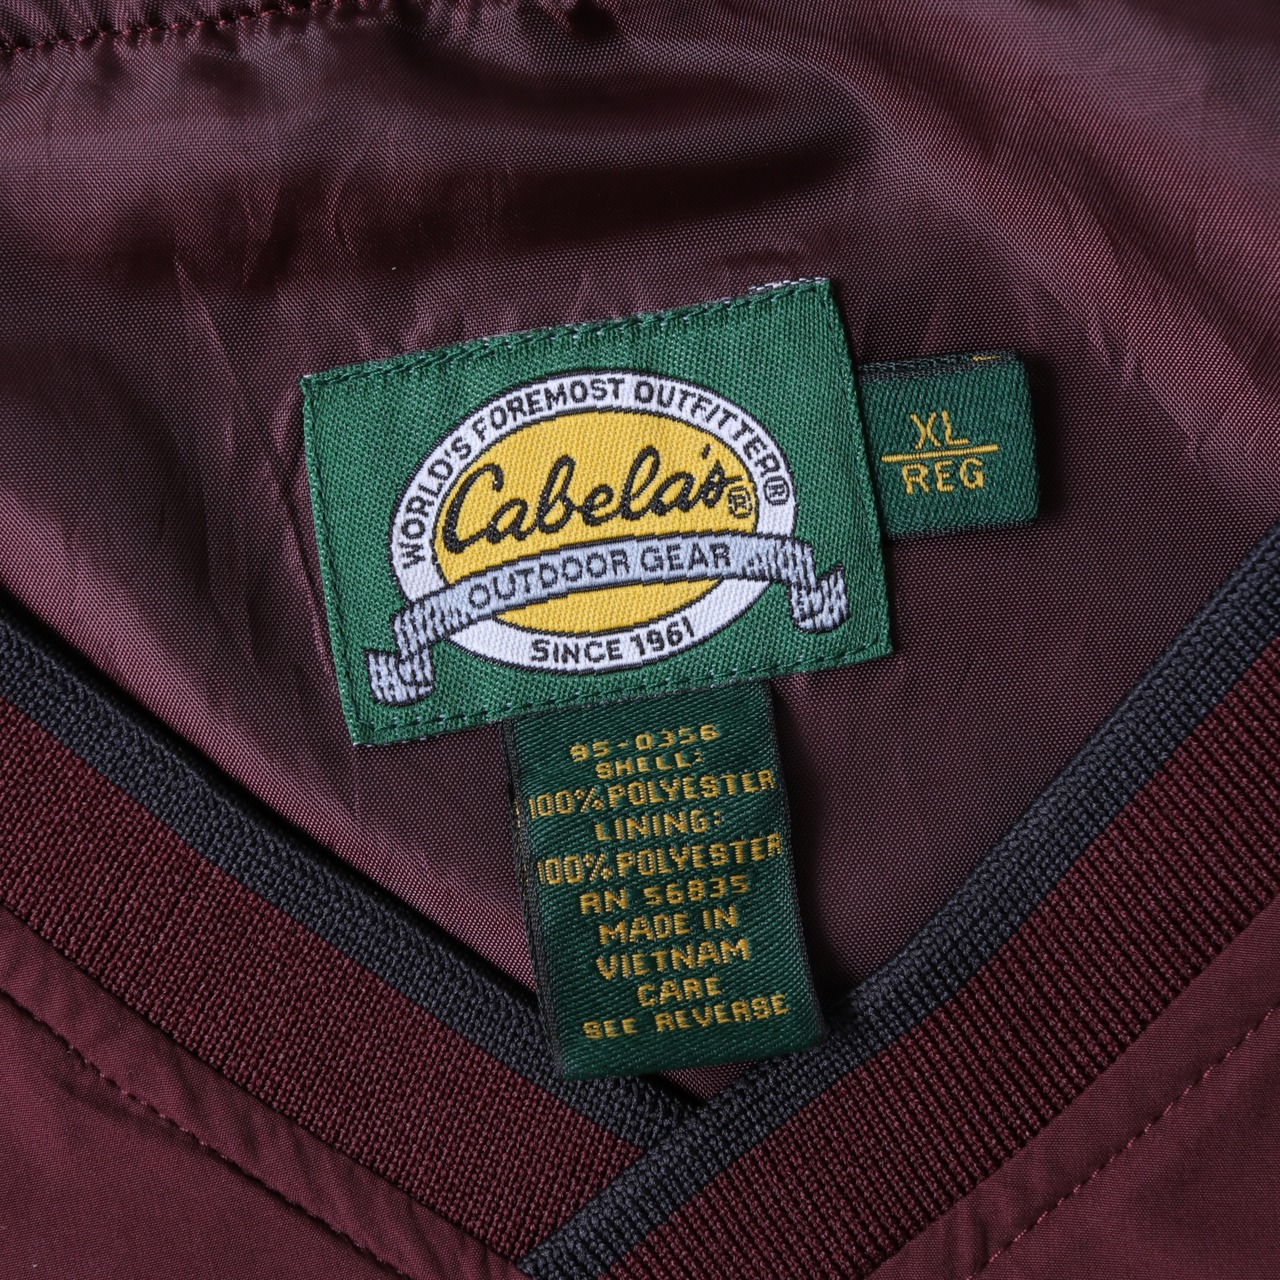 WORLD'S FOREMOST OUTFITTER®
Cabela's®
OUTDOOR GEAR
SINCE 1961
XL
REG
95-0356
SHELL:
100% POLYESTER
LINING:
100% POLYESTER
RN 56835
MADE IN
VIETNAM
CARE
SEE REVERSE